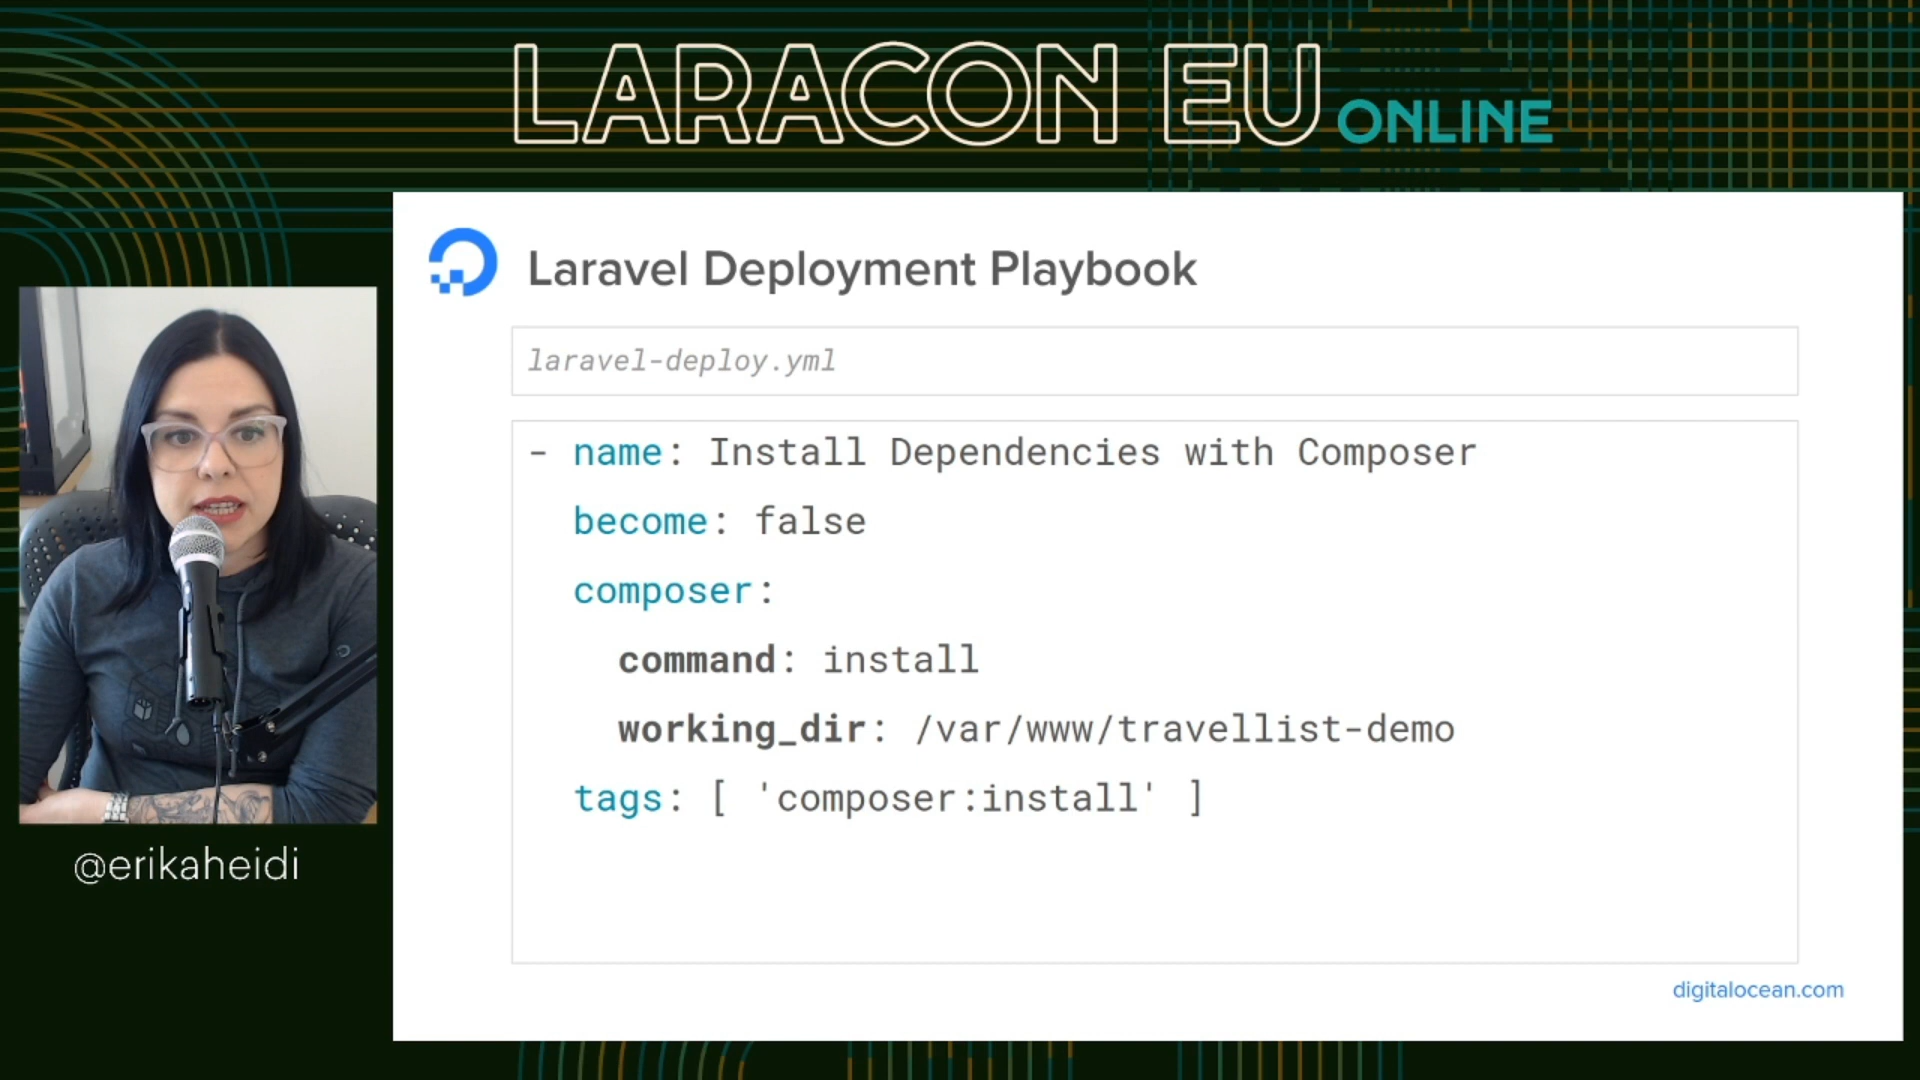 LARACON EU ONLINE
Laravel Deployment Playbook
laravel-deploy.yml
- name: Install Dependencies with Composer
become: false
composer:
command: install
working_dir: /var/www/travellist-demo
tags: [ 'composer:install' ]
@erikaheidi
digitalocean.com